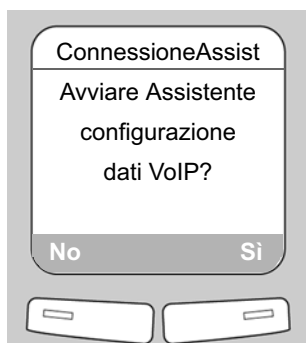 ConnessioneAssist
Avviare Assistente
configurazione
dati VoIP?
No Sì